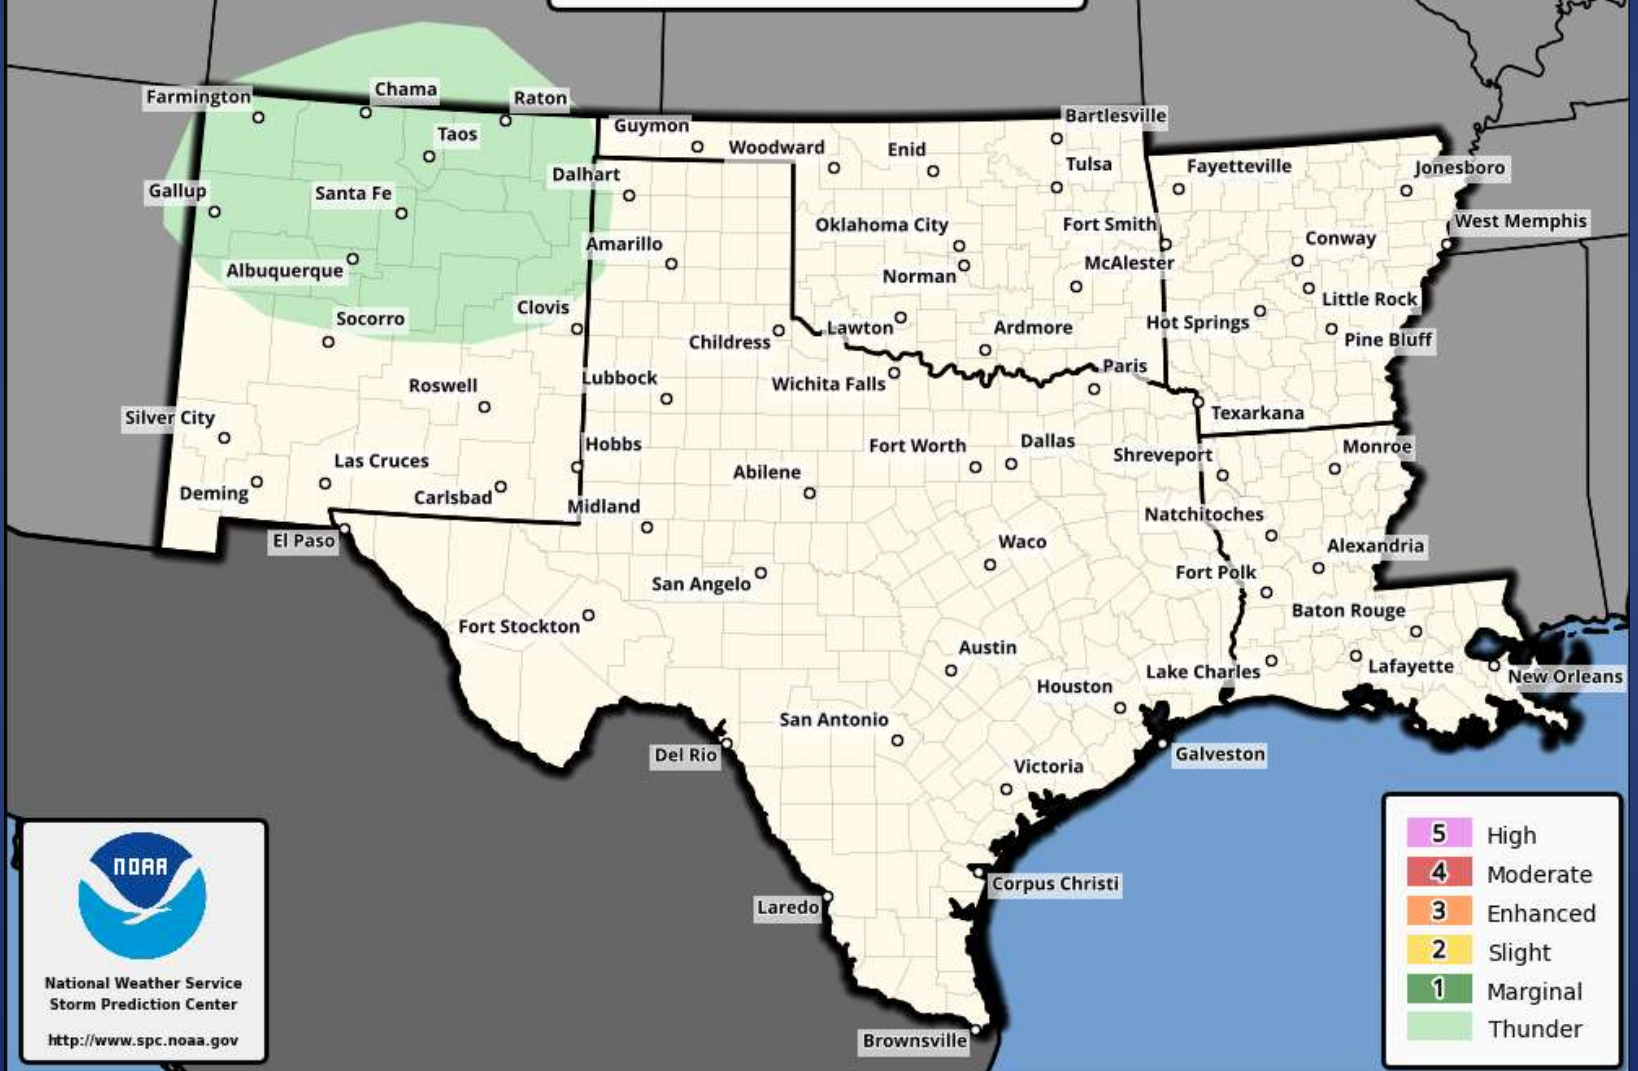 Farmington
Chama
Raton
Taos
Guymon
Woodward
Enid
Bartlesville
Tulsa
Fayetteville
Jonesboro
Gallup
Santa Fe
Dalhart
Oklahoma City
Fort Smith
West Memphis
Amarillo
Conway
Albuquerque
Norman
McAlester
Clovis
Little Rock
Socorro
Childress
Lawton
Ardmore
Hot Springs
Pine Bluff
Roswell
Lubbock
Wichita Falls
Paris
Silver City
Texarkana
Hobbs
Fort Worth
Dallas
Shreveport
Monroe
Las Cruces
Abilene
Deming
Carlsbad
Midland
Natchitoches
El Paso
Waco
Alexandria
San Angelo
Fort Polk
Fort Stockton
Baton Rouge
Austin
Lake Charles
Lafayette
New Orleans
Houston
San Antonio
Del Rio
Galveston
Victoria
Corpus Christi
Laredo
Brownsville
NOAA
National Weather Service
Storm Prediction Center
http://www.spc.noaa.gov
5 High
4 Moderate
3 Enhanced
2 Slight
1 Marginal
Thunder